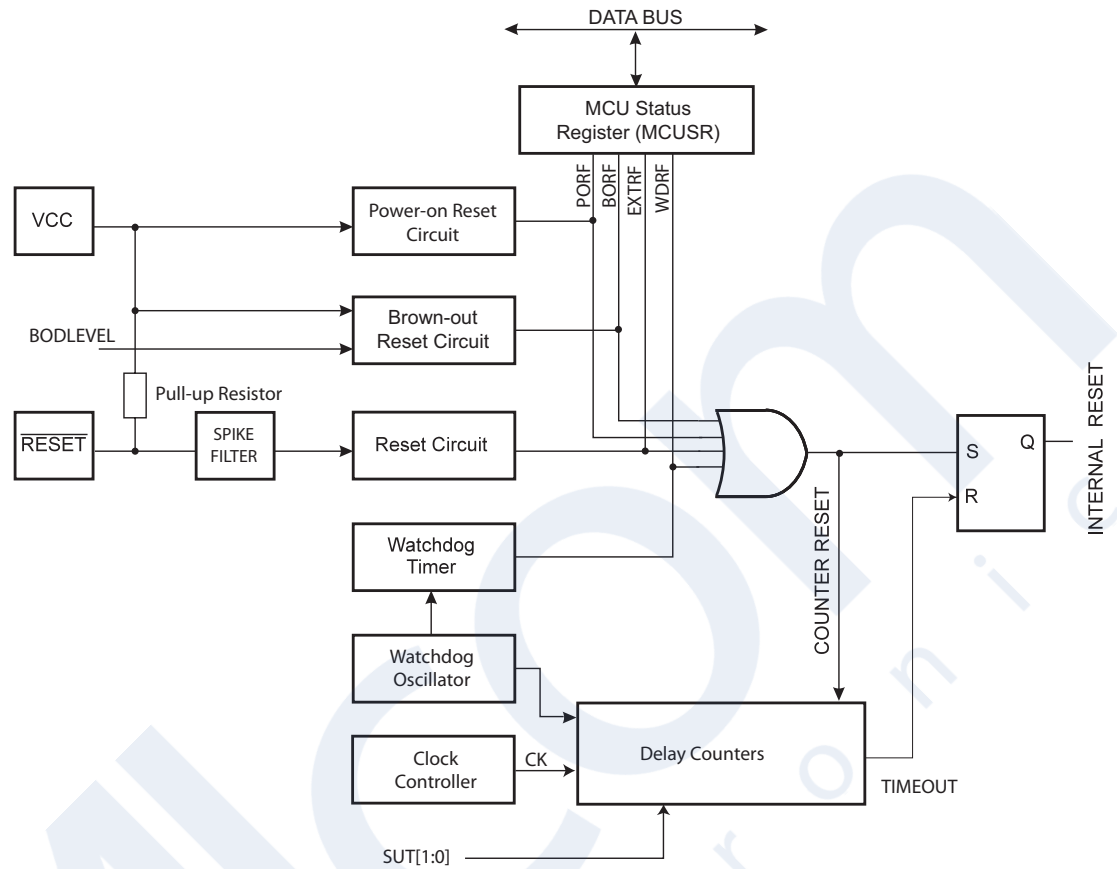 DATA BUS
MCU Status
Register (MCUSR)
PORF
BORF
EXTRF
WDRF
VCC
Power-on Reset
Circuit
Brown-out
Reset Circuit
BODLEVEL
Pull-up Resistor
RESET
SPIKE
FILTER
Reset Circuit
S
Q
R
INTERNAL RESET
COUNTER RESET
Watchdog
Timer
Watchdog
Oscillator
Clock
Controller
CK
Delay Counters
TIMEOUT
SUT[1:0]